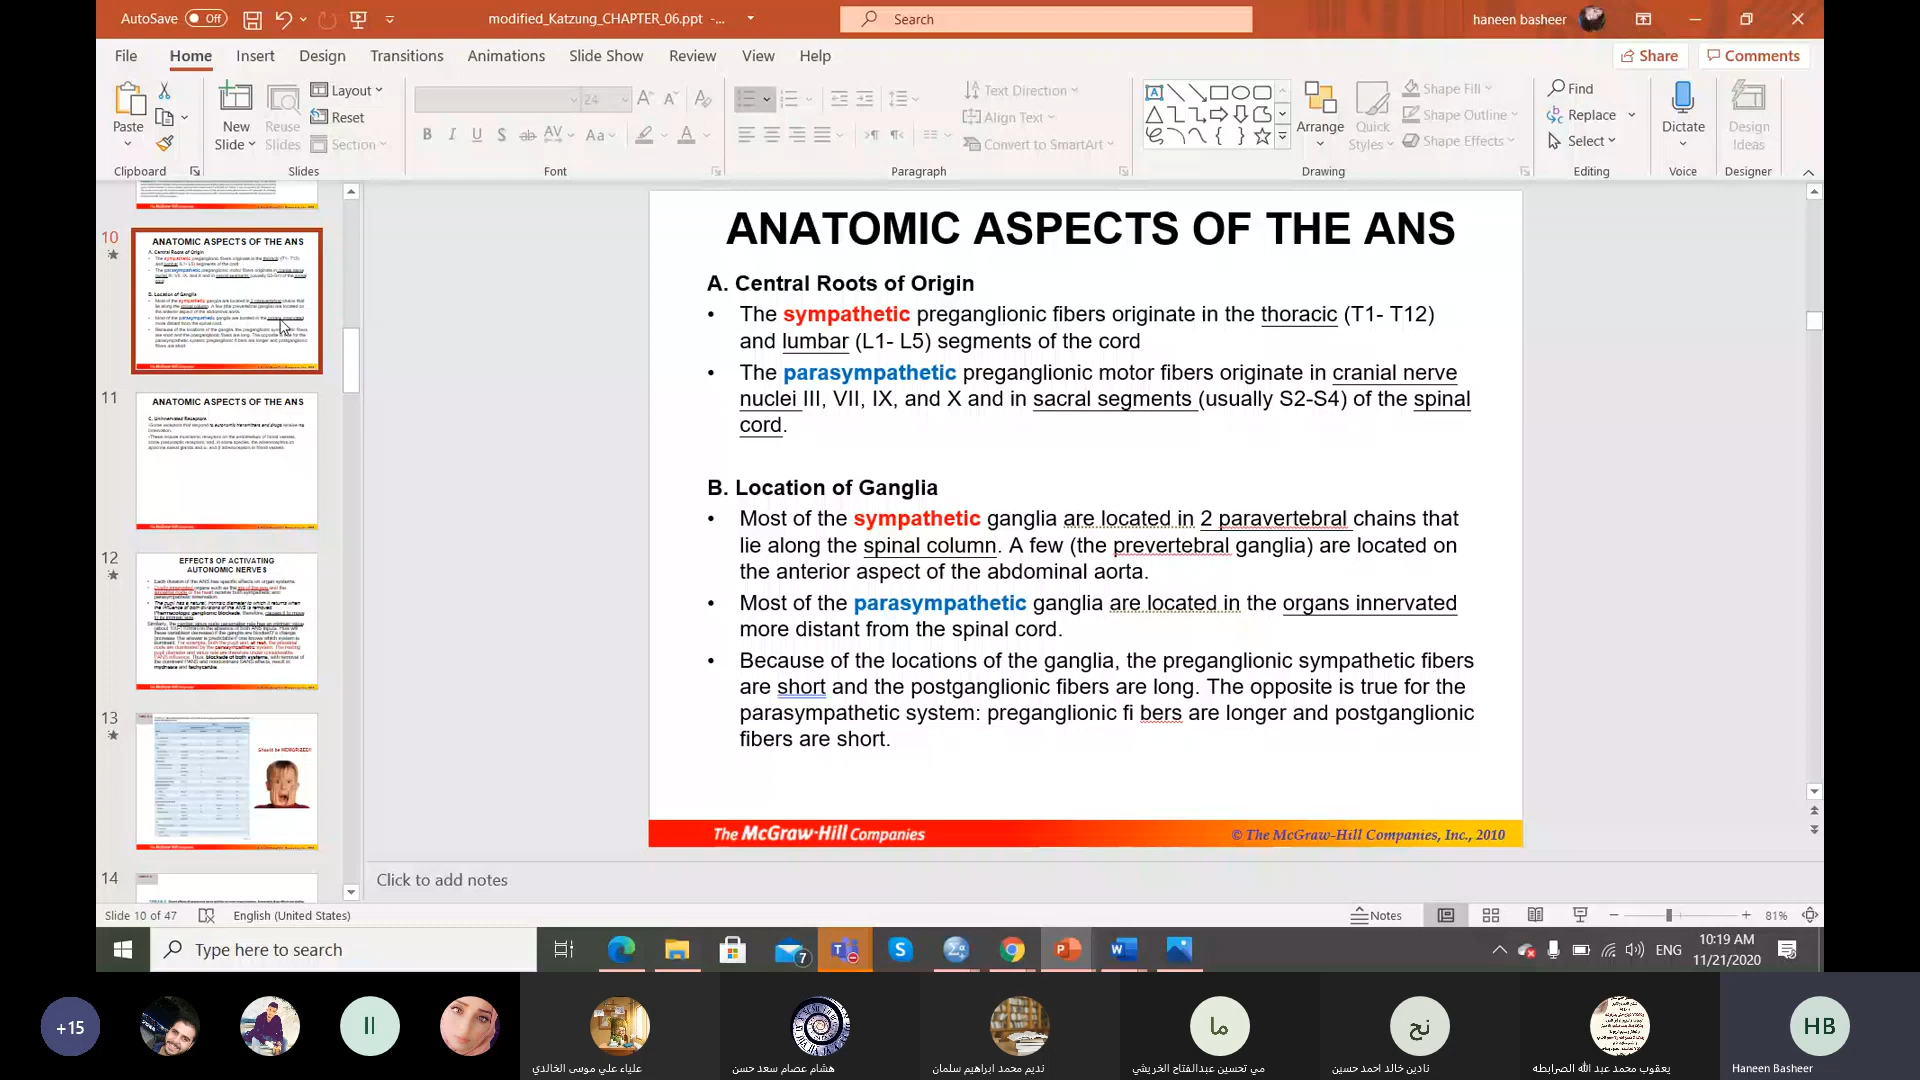 AutoSave Off modified_Katzung_CHAPTER_06.ppt -... Search haneen basheer
File Home Insert Design Transitions Animations Slide Show Review View Help Share Comments
Paste New Slide Reuse Slides Layout Reset Section 24 Text Direction Align Text Convert to SmartArt Arrange Quick Styles Shape Fill Shape Outline Shape Effects Find Replace Select Dictate Design Ideas
Clipboard Slides Font Paragraph Drawing Editing Voice Designer
10
ANATOMIC ASPECTS OF THE ANS
11
ANATOMIC ASPECTS OF THE ANS
C. Uninnervated Receptors
12
EFFECTS OF ACTIVATING
AUTONOMIC NERVES
13
Should be MEMORIZED!!
14
ANATOMIC ASPECTS OF THE ANS
A. Central Roots of Origin
• The sympathetic preganglionic fibers originate in the thoracic (T1- T12)
and lumbar (L1- L5) segments of the cord
• The parasympathetic preganglionic motor fibers originate in cranial nerve
nuclei III, VII, IX, and X and in sacral segments (usually S2-S4) of the spinal
cord.
B. Location of Ganglia
• Most of the sympathetic ganglia are located in 2 paravertebral chains that
lie along the spinal column. A few (the prevertebral ganglia) are located on
the anterior aspect of the abdominal aorta.
• Most of the parasympathetic ganglia are located in the organs innervated
more distant from the spinal cord.
• Because of the locations of the ganglia, the preganglionic sympathetic fibers
are short and the postganglionic fibers are long. The opposite is true for the
parasympathetic system: preganglionic fi bers are longer and postganglionic
fibers are short.
The McGraw-Hill Companies © The McGraw-Hill Companies, Inc., 2010
Click to add notes
Slide 10 of 47 English (United States) Notes 81%
Type here to search 7 ENG 10:19 AM
11/21/2020
+15 II ما نح HB
علياء علي موسى الخالدي هشام عصام سعد حسن نديم محمد ابراهيم سلمان مي تحسين عبدالفتاح الخريشي نادين خالد احمد حسين يعقوب محمد عبد الله الصرابطه Haneen Basheer